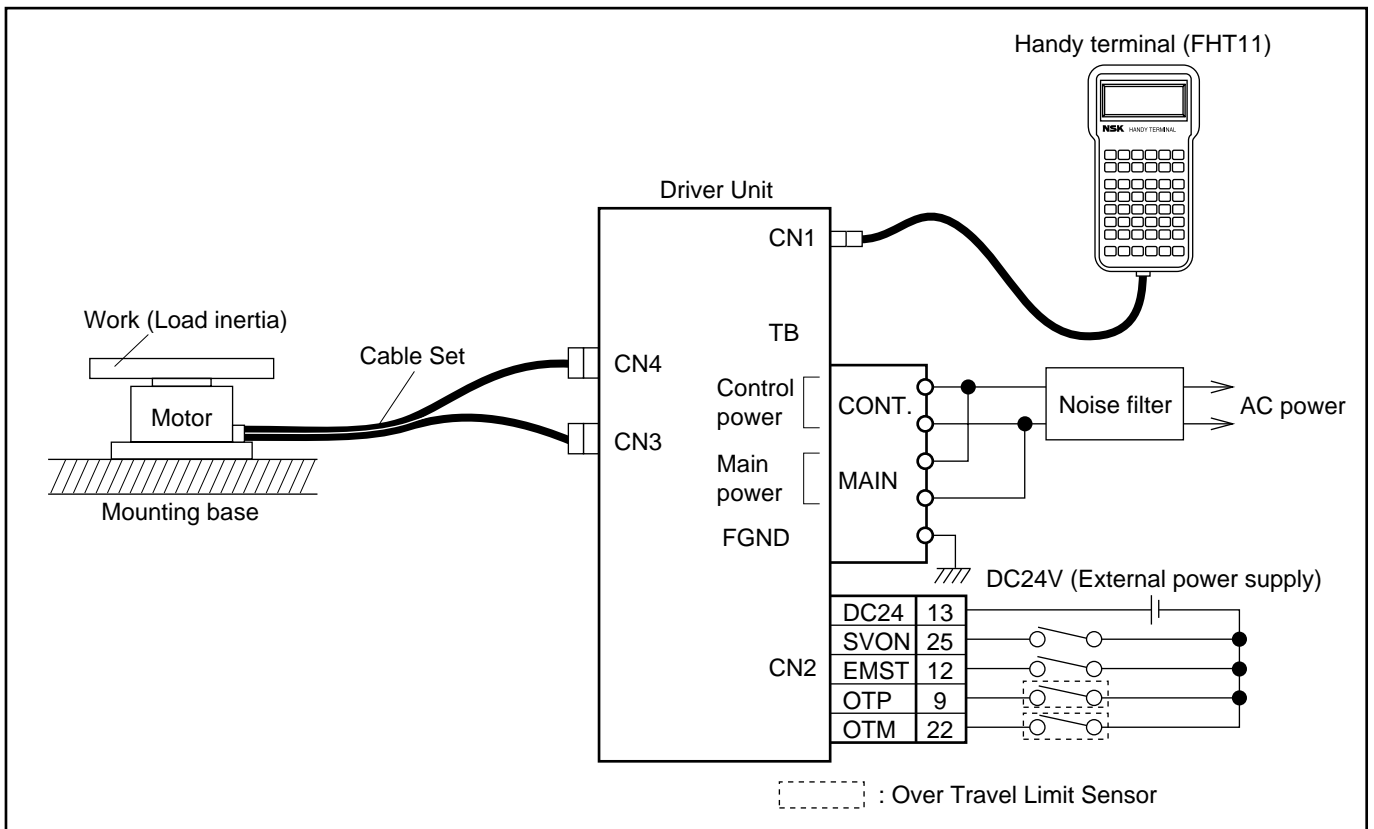 Handy terminal (FHT11)
NSK HANDY TERMINAL
Driver Unit
CN1
Work (Load inertia)
Cable Set
TB
CN4
Control
power
CONT.
Noise filter
AC power
Motor
CN3
Main
power
MAIN
Mounting base
FGND
DC24V (External power supply)
DC24 13
SVON 25
CN2
EMST 12
OTP 9
OTM 22
: Over Travel Limit Sensor